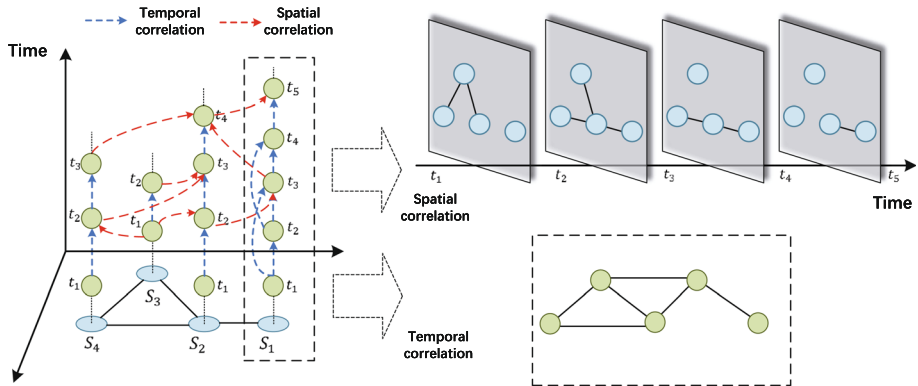 Temporal correlation
Spatial correlation
Time
t₅
t₄
t₄
t₃
t₃
t₂
t₃
t₂
t₁
t₂
t₂
t₁
t₁
t₁
S₃
S₄
S₂
S₁
t₁
t₂
t₃
t₄
t₅
Spatial correlation
Time
Temporal correlation